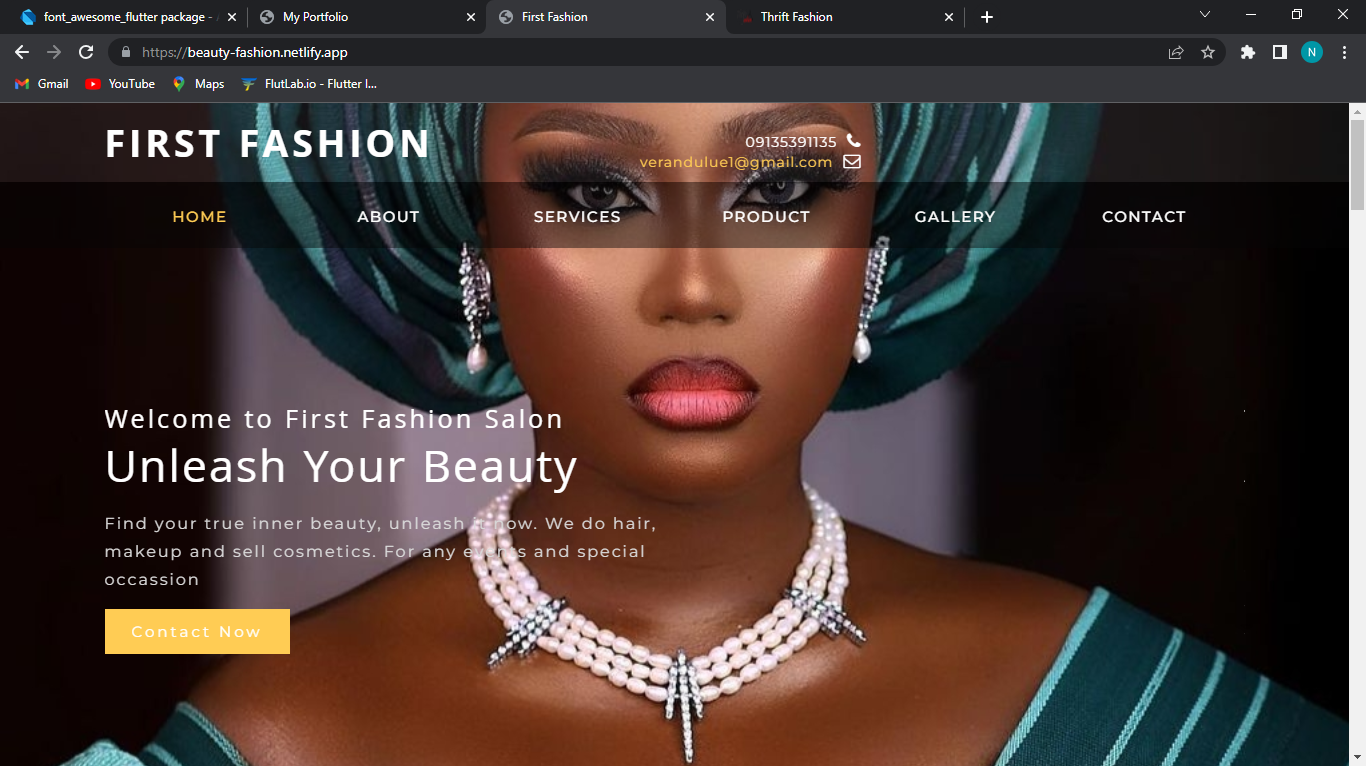 font_awesome_flutter package -
My Portfolio
First Fashion
Thrift Fashion
https://beauty-fashion.netlify.app
N
Gmail
YouTube
Maps
FlutLab.io - Flutter I...
FIRST FASHION
09135391135
verandulue1@gmail.com
HOME
ABOUT
SERVICES
PRODUCT
GALLERY
CONTACT
Welcome to First Fashion Salon
Unleash Your Beauty
Find your true inner beauty, unleash it now. We do hair,
makeup and sell cosmetics. For any events and special
occassion
Contact Now